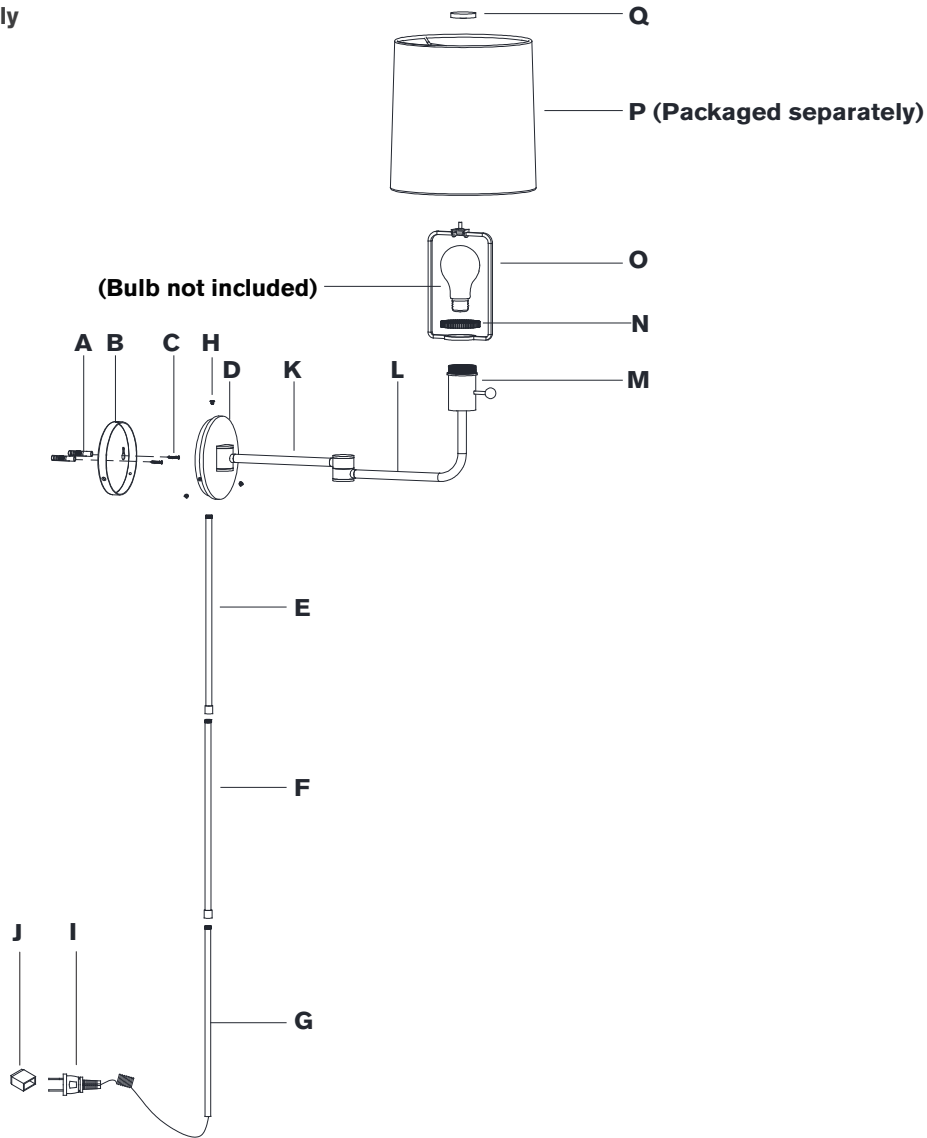 ly
Q
P (Packaged separately)
O
(Bulb not included)
N
A B C H
D K L M
E
F
J I
G